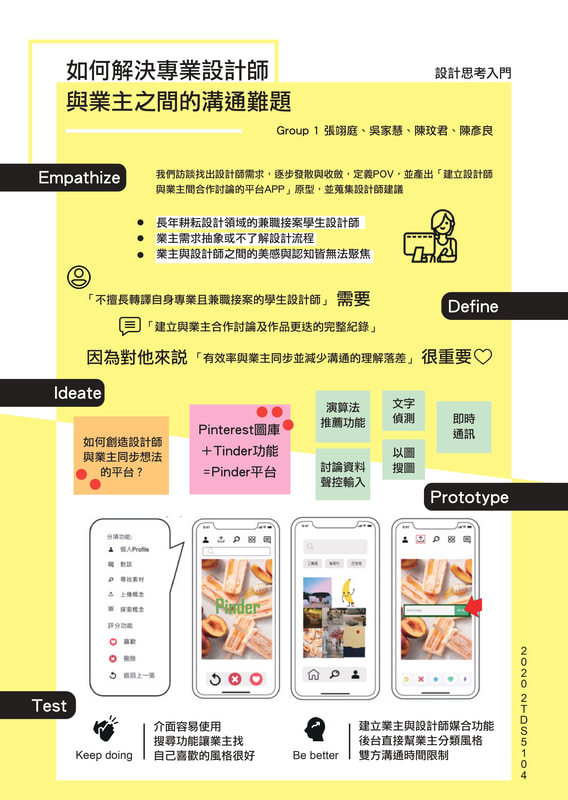 如何解決專業設計師
與業主之間的溝通難題
設計思考入門
Group 1 張翊庭、吳家慧、陳玟君、陳彥良
Empathize
我們訪談找出設計師需求，逐步發散與收斂，定義POV，並產出「建立設計師
與業主間合作討論的平台APP」原型，並蒐集設計師建議
長年耕耘設計領域的兼職接案學生設計師
業主需求抽象或不了解設計流程
業主與設計師之間的美感與認知皆無法聚焦
Define
「不擅長轉譯自身專業且兼職接案的學生設計師」 需要
「建立與業主合作討論及作品更迭的完整紀錄」
因為對他來説「有效率與業主同步並減少溝通的理解落差」 很重要
Ideate
如何創造設計師
與業主同步想法
的平台？
Pinterest圖庫
＋Tinder功能
=Pinder平台
演算法
推薦功能
文字
偵測
即時
通訊
討論資料
聲控輸入
以圖
搜圖
Prototype
分項功能:
個人Profile
對話
尋找素材
上傳概念
探索概念
評分功能
喜歡
刪除
返回上一張
9:41
Pinder
9:41
9:41
2020 2TDS5104
Test
Keep doing
介面容易使用
搜尋功能讓業主找
自己喜歡的風格很好
Be better
建立業主與設計師媒合功能
後台直接幫業主分類風格
雙方溝通時間限制